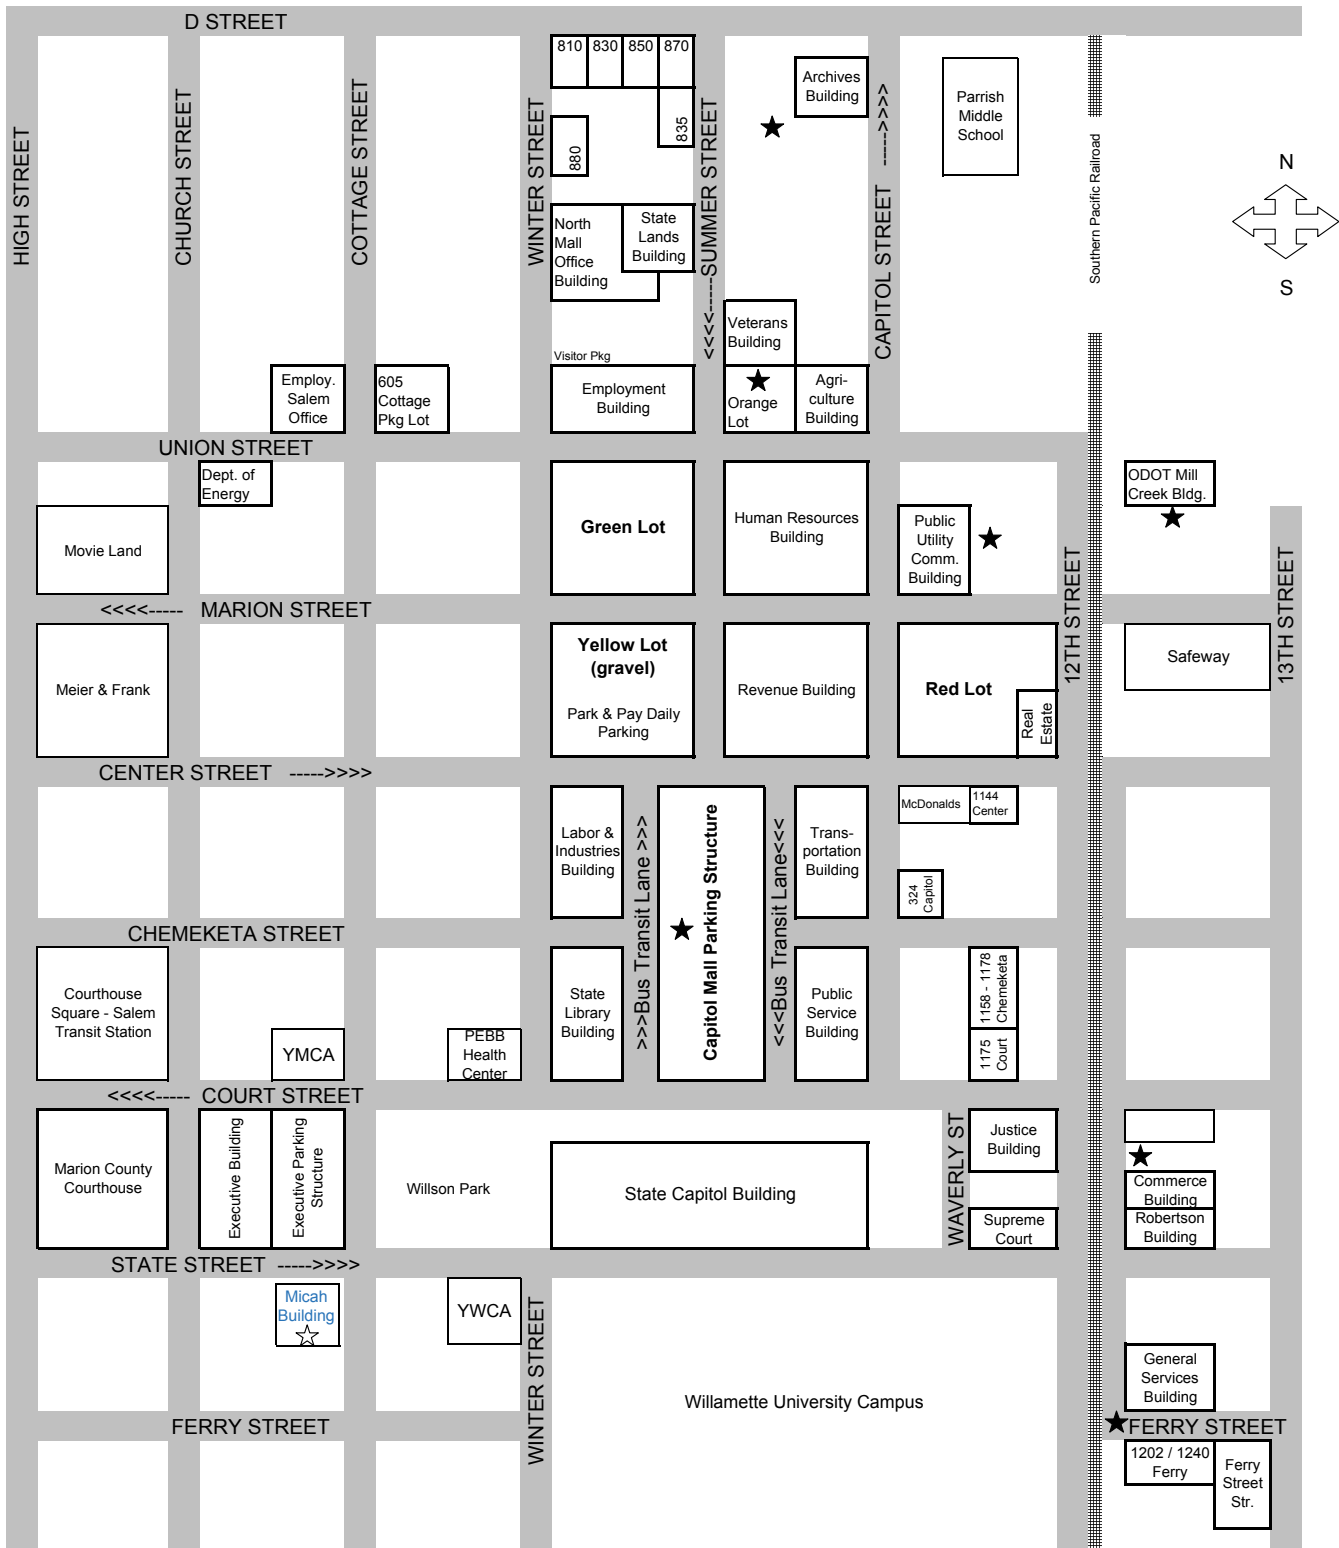 D STREET
810 830 850 870
835
880
Archives
Building
Parrish
Middle
School
Southern Pacific Railroad
N
S
HIGH STREET
CHURCH STREET
COTTAGE STREET
WINTER STREET
<<<<-----SUMMER STREET
CAPITOL STREET ---->>>>
North
Mall
Office
Building
State
Lands
Building
Veterans
Building
Visitor Pkg
Employ.
Salem
Office
605
Cottage
Pkg Lot
Employment
Building
Orange
Lot
Agri-
culture
Building
UNION STREET
Dept. of
Energy
Movie Land
Green Lot
Human Resources
Building
Public
Utility
Comm.
Building
ODOT Mill
Creek Bldg.
12TH STREET
13TH STREET
<<<<----- MARION STREET
Meier & Frank
Yellow Lot
(gravel)
Park & Pay Daily
Parking
Revenue Building
Red Lot
Real
Estate
Safeway
CENTER STREET ----->>>>
Labor &
Industries
Building
>>>Bus Transit Lane >>>
Capitol Mall Parking Structure
<<<Bus Transit Lane<<<
Trans-
portation
Building
McDonalds
1144
Center
324
Capitol
CHEMEKETA STREET
Courthouse
Square - Salem
Transit Station
YMCA
PEBB
Health
Center
State
Library
Building
Public
Service
Building
1158 - 1178
Chemeketa
1175
Court
<<<<----- COURT STREET
Marion County
Courthouse
Executive Building
Executive Parking
Structure
Willson Park
State Capitol Building
WAVERLY ST
Justice
Building
Supreme
Court
Commerce
Building
Robertson
Building
STATE STREET ----->>>>
Micah
Building
YWCA
WINTER STREET
Willamette University Campus
General
Services
Building
FERRY STREET
FERRY STREET
1202 / 1240
Ferry
Ferry
Street
Str.